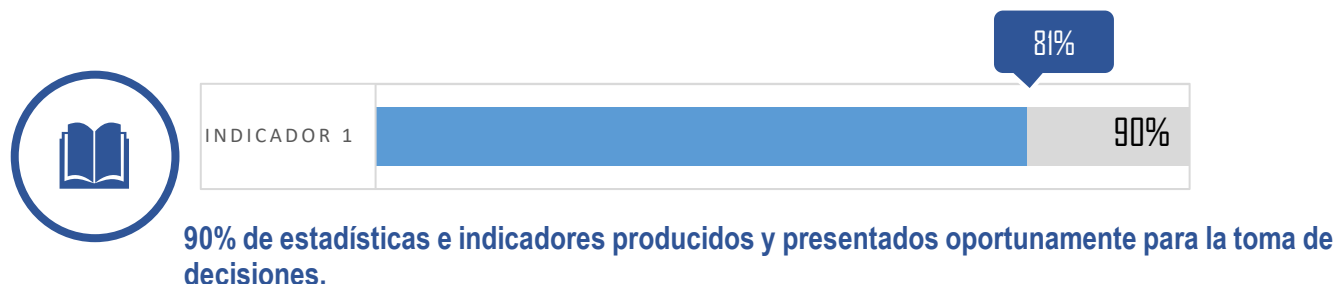 81%
INDICADOR 1
90%
90% de estadísticas e indicadores producidos y presentados oportunamente para la toma de
decisiones.